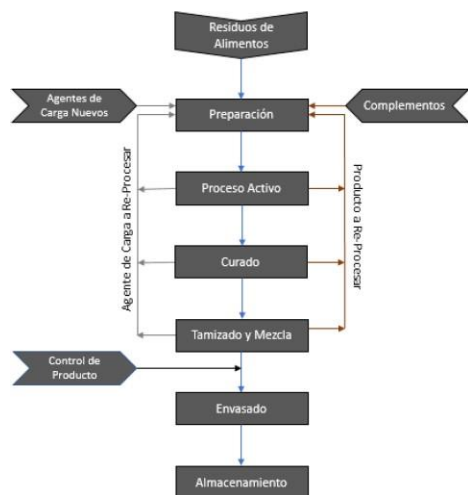 Residuos de
Alimentos
Agentes de
Carga Nuevos
Preparación
Complementos
Agente de Carga a Re-Procesar
Proceso Activo
Producto a Re-Procesar
Curado
Tamizado y Mezcla
Control de
Producto
Envasado
Almacenamiento